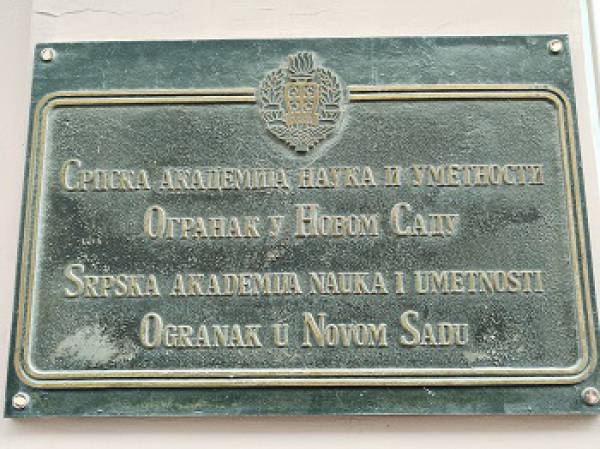 Српска академија наука и уметности
Огранак у Новом Саду
Srpska akademija nauka i umetnosti
Ogranak u Novom Sadu